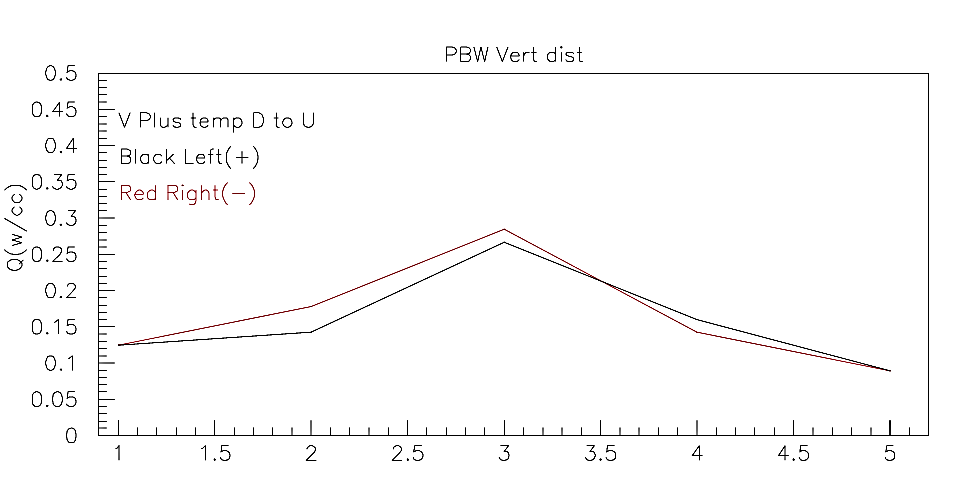 PBW Vert dist
0.5
0.45
0.4
0.35
0.3
0.25
0.2
0.15
0.1
0.05
0
Q(w/cc)
V Plus temp D to U
Black Left(+)
Red Right(−)
1 1.5 2 2.5 3 3.5 4 4.5 5